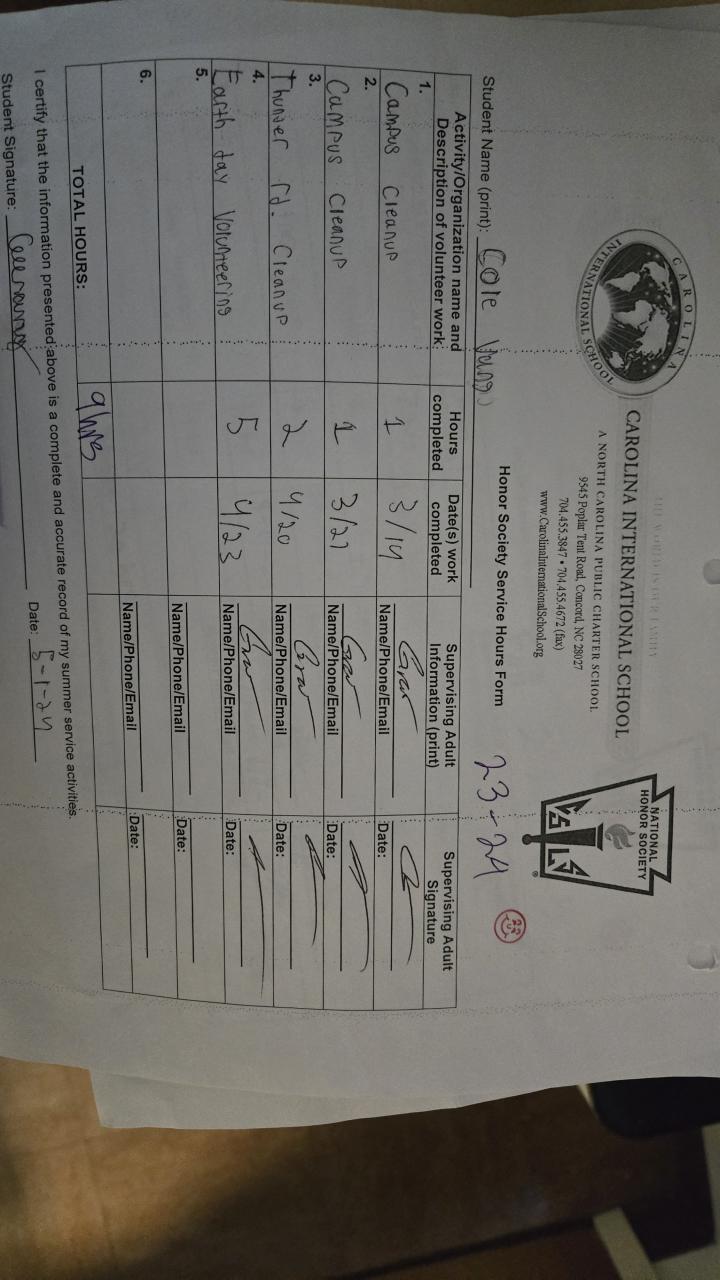 CAROLINA
INTERNATIONAL SCHOOL
THE WORLD IS OUR FAMILY
CAROLINA INTERNATIONAL SCHOOL
A NORTH CAROLINA PUBLIC CHARTER SCHOOL
9545 Poplar Tent Road, Concord, NC 28027
704.455.3847 • 704.455.4672 (fax)
www.CarolinaInternationalSchool.org
NATIONAL
HONOR SOCIETY
®
Honor Society Service Hours Form
23-24
Student Name (print): Cole
Activity/Organization name and Description of volunteer work: Hours completed Date(s) work completed Supervising Adult Information (print) Supervising Adult Signature
1. Campus Cleanup 1 3/14 Name/Phone/Email Date:
2. Campus Cleanup 1 3/27 Name/Phone/Email Date:
3. Thunder rd. Cleanup 2 4/20 Name/Phone/Email Date:
4. Earth day Volunteering 5 4/23 Name/Phone/Email Date:
5. Name/Phone/Email Date:
6. Name/Phone/Email Date:
TOTAL HOURS: 9hrs
I certify that the information presented above is a complete and accurate record of my summer service activities.
Student Signature: Date: 5-1-24